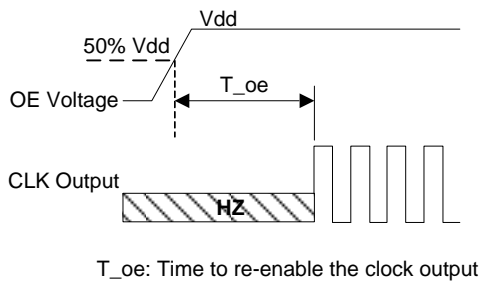 Vdd
50% Vdd
T_oe
OE Voltage
CLK Output
HZ
T_oe: Time to re-enable the clock output